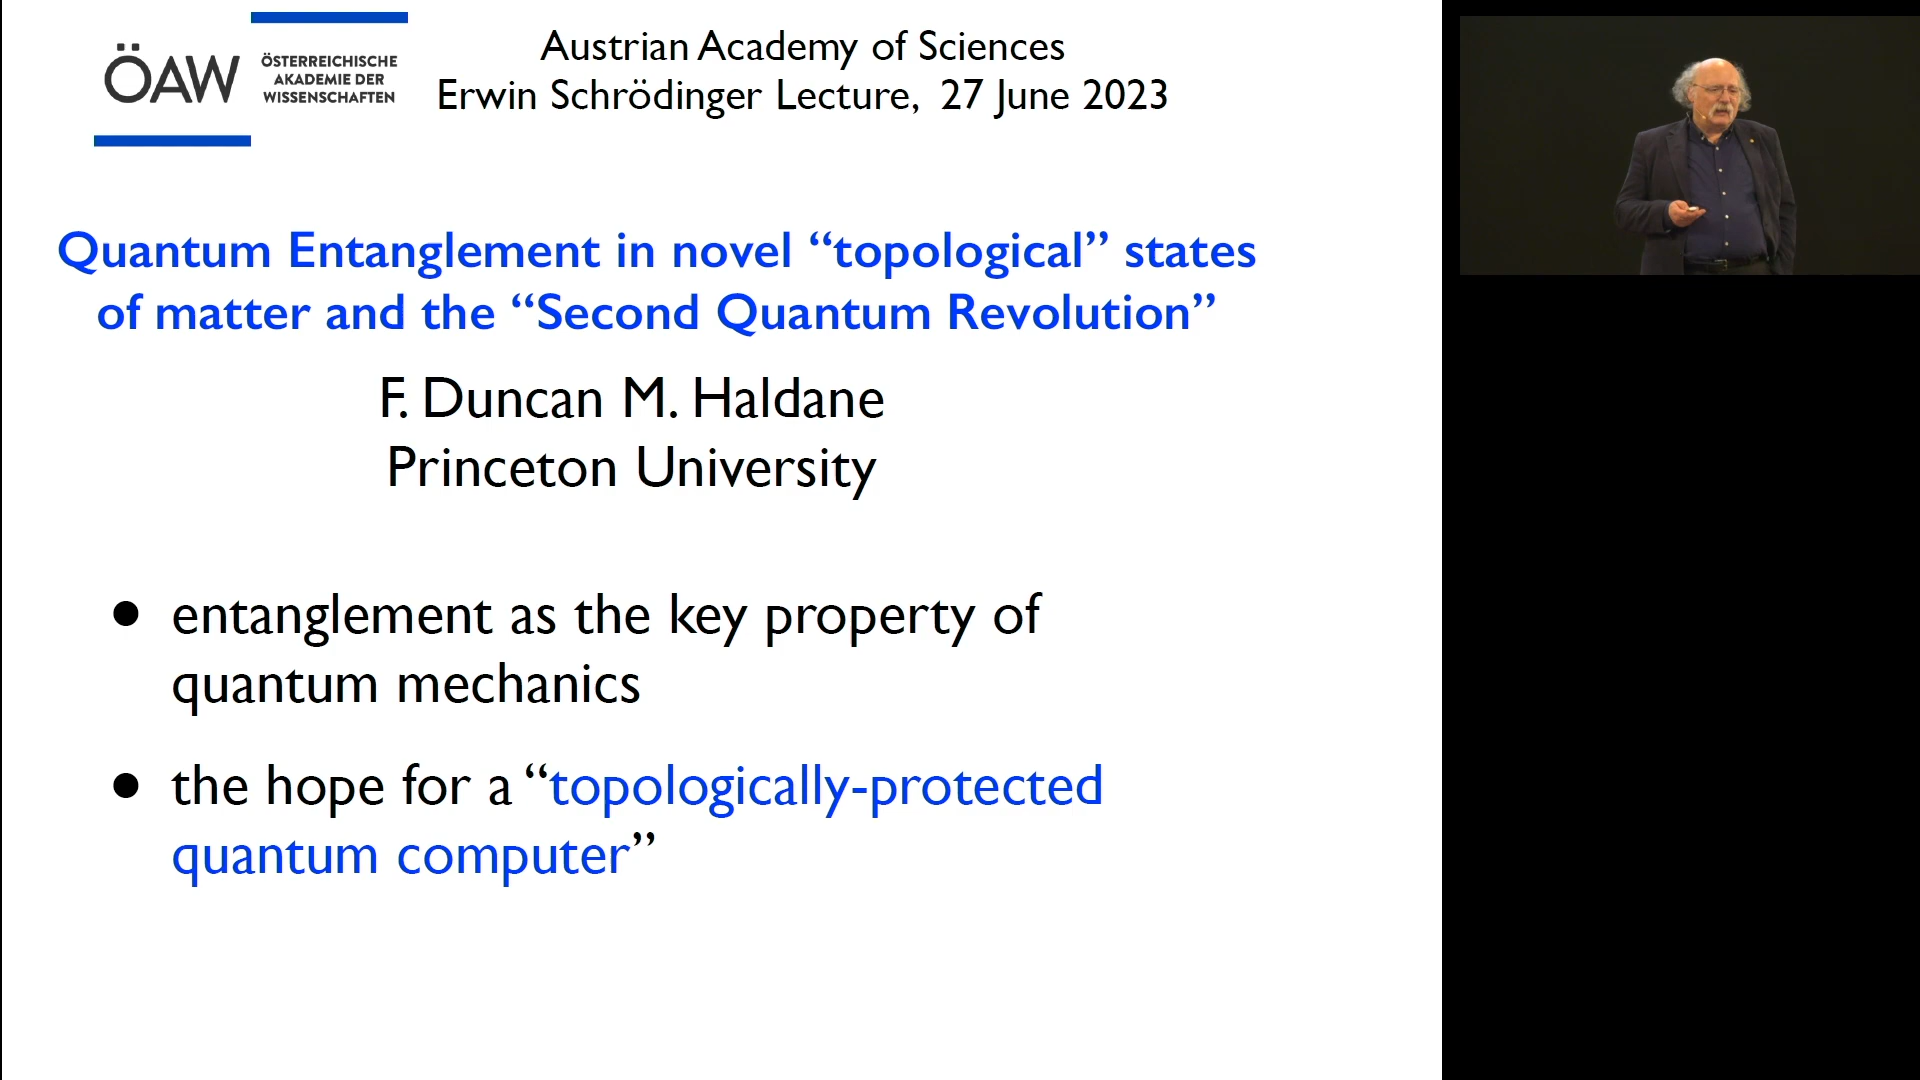 ÖAW
ÖSTERREICHISCHE
AKADEMIE DER
WISSENSCHAFTEN
Austrian Academy of Sciences
Erwin Schrödinger Lecture, 27 June 2023
Quantum Entanglement in novel “topological” states
of matter and the “Second Quantum Revolution”
F. Duncan M. Haldane
Princeton University
• entanglement as the key property of
quantum mechanics
• the hope for a “topologically-protected
quantum computer”